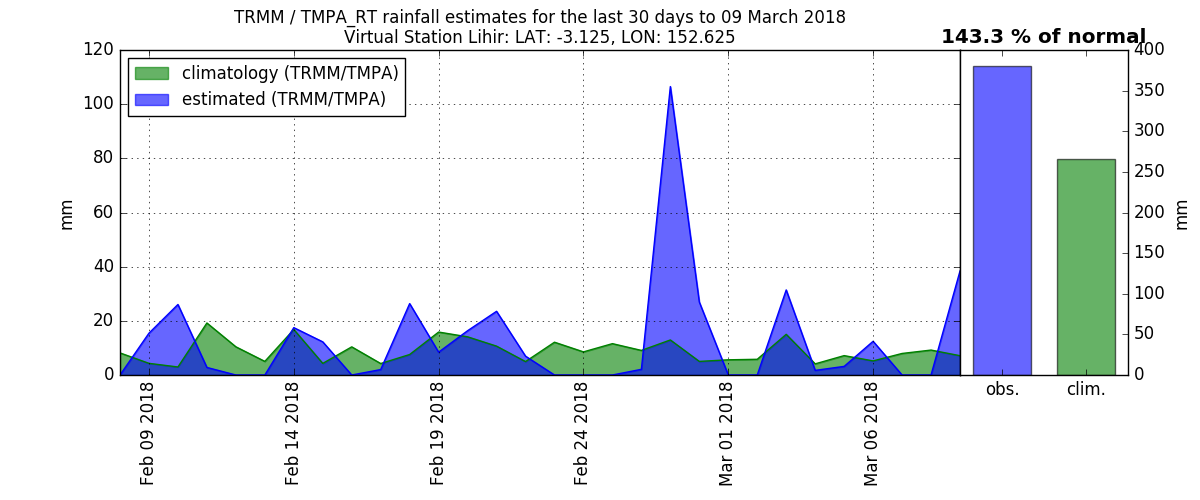 TRMM / TMPA_RT rainfall estimates for the last 30 days to 09 March 2018
Virtual Station Lihir: LAT: -3.125, LON: 152.625
143.3 % of normal
climatology (TRMM/TMPA)
estimated (TRMM/TMPA)
mm
120
100
80
60
40
20
0
Feb 09 2018
Feb 14 2018
Feb 19 2018
Feb 24 2018
Mar 01 2018
Mar 06 2018
400
350
300
250
200
150
100
50
0
mm
obs.
clim.